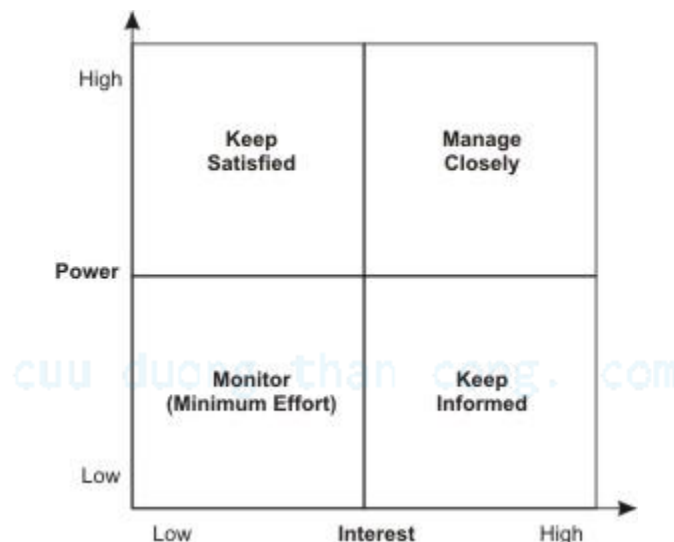 High
Keep
Satisfied
Manage
Closely
Power
cuu duong than cong. com
Monitor
(Minimum Effort)
Keep
Informed
Low
Low
Interest
High